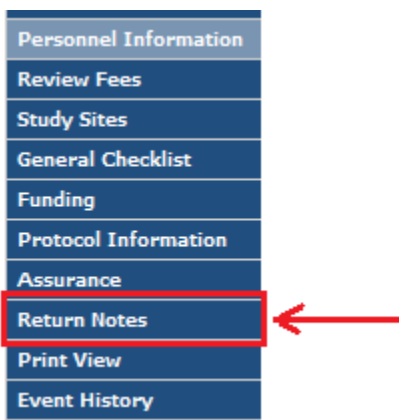 Personnel Information
Review Fees
Study Sites
General Checklist
Funding
Protocol Information
Assurance
Return Notes
Print View
Event History